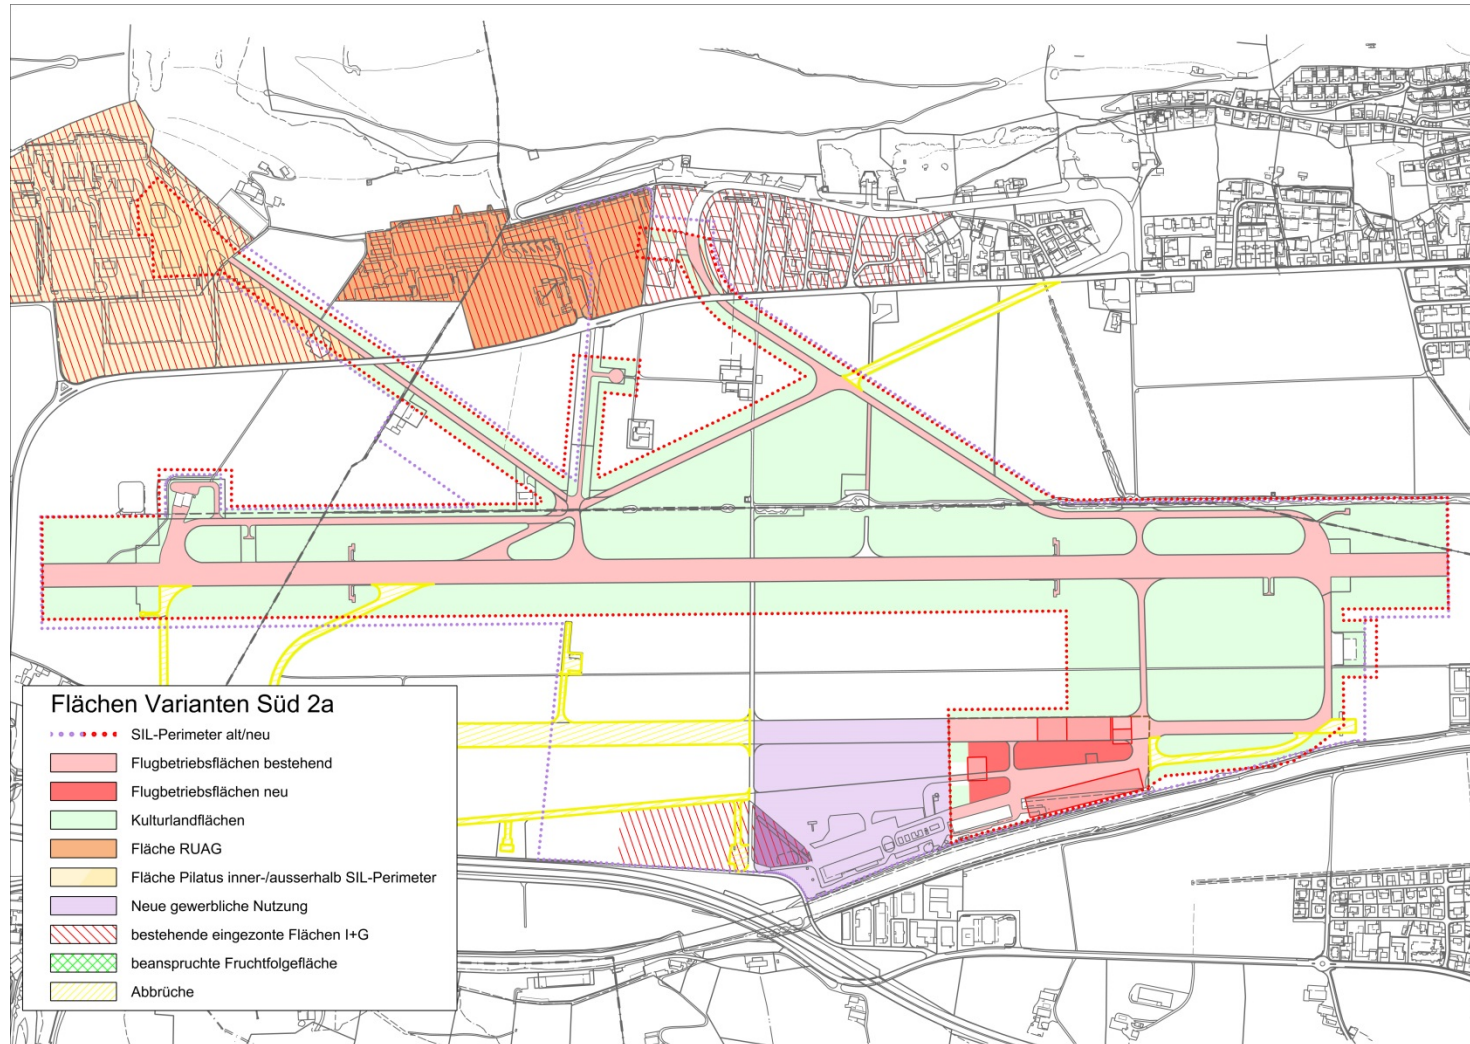 Flächen Varianten Süd 2a
SIL-Perimeter alt/neu
Flugbetriebsflächen bestehend
Flugbetriebsflächen neu
Kulturlandflächen
Fläche RUAG
Fläche Pilatus inner-/ausserhalb SIL-Perimeter
Neue gewerbliche Nutzung
bestehende eingezonte Flächen I+G
beanspruchte Fruchtfolgefläche
Abbrüche